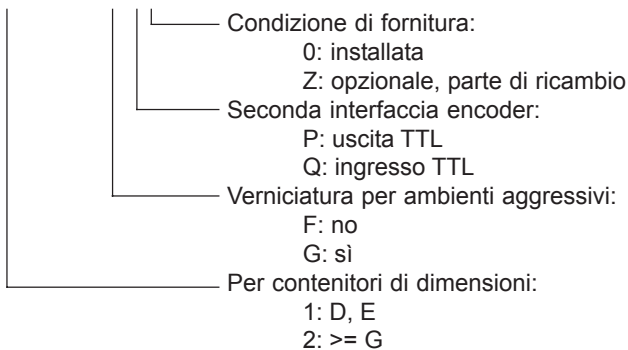 Condizione di fornitura:
0: installata
Z: opzionale, parte di ricambio
Seconda interfaccia encoder:
P: uscita TTL
Q: ingresso TTL
Verniciatura per ambienti aggressivi:
F: no
G: sì
Per contenitori di dimensioni:
1: D, E
2: >= G